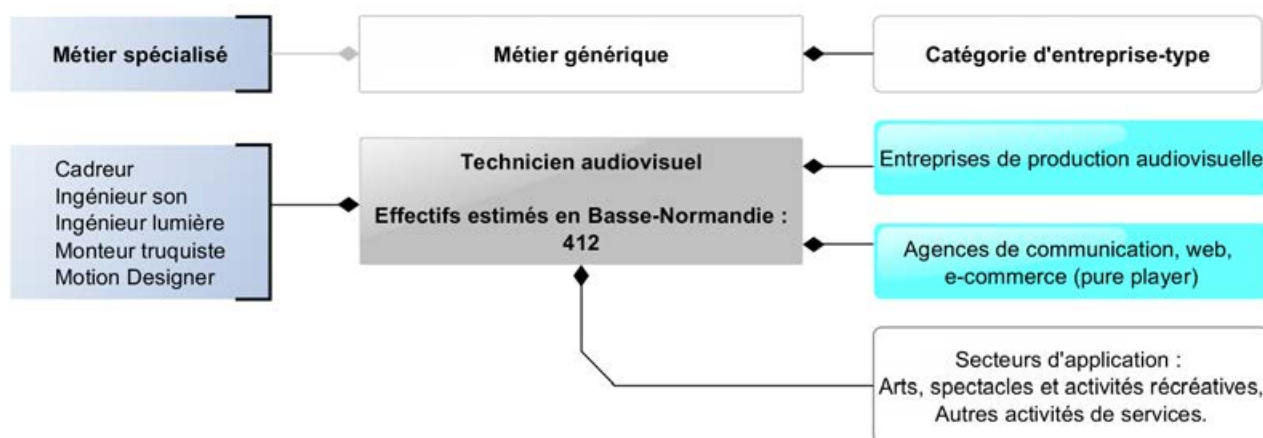 Métier spécialisé
Métier générique
Catégorie d'entreprise-type
Cadreur
Ingénieur son
Ingénieur lumière
Monteur truquiste
Motion Designer
Technicien audiovisuel
Effectifs estimés en Basse-Normandie :
412
Entreprises de production audiovisuelle
Agences de communication, web,
e-commerce (pure player)
Secteurs d'application :
Arts, spectacles et activités récréatives,
Autres activités de services.